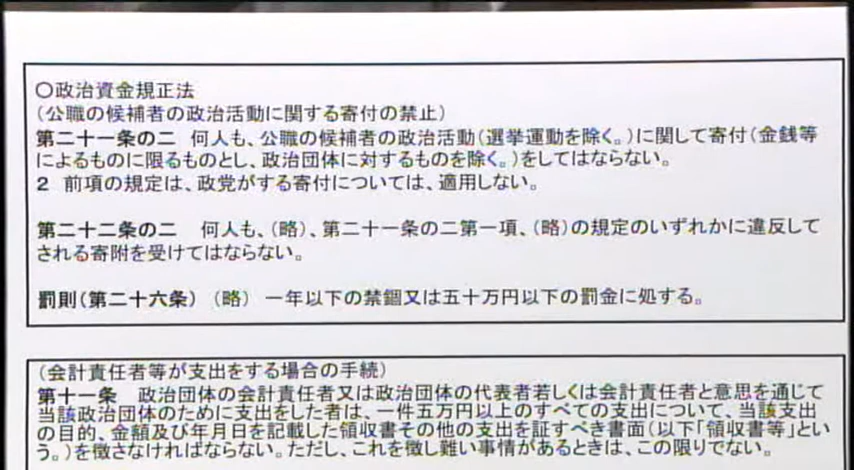 〇政治資金規正法
（公職の候補者の政治活動に関する寄付の禁止）
第二十一条の二　何人も、公職の候補者の政治活動（選挙運動を除く。）に関して寄付（金銭等
によるものに限るものとし、政治団体に対するものを除く。）をしてはならない。
２　前項の規定は、政党がする寄付については、適用しない。
第二十二条の二　何人も、（略）、第二十一条の二第一項、（略）の規定のいずれかに違反して
される寄附を受けてはならない。
罰則（第二十六条）　（略）　一年以下の禁錮又は五十万円以下の罰金に処する。
（会計責任者等が支出をする場合の手続）
第十一条　政治団体の会計責任者又は政治団体の代表者若しくは会計責任者と意思を通じて
当該政治団体のために支出をした者は、一件五万円以上のすべての支出について、当該支出
の目的、金額及び年月日を記載した領収書その他の支出を証すべき書面（以下「領収書等」とい
う。）を徴さなければならない。ただし、これを徴し難い事情があるときは、この限りでない。